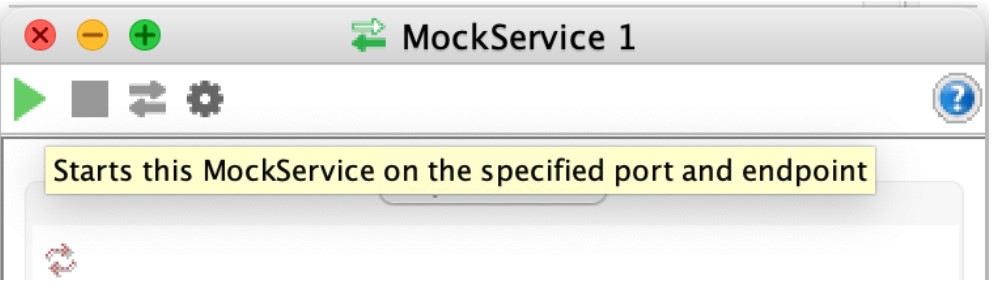 MockService 1
?
Starts this MockService on the specified port and endpoint